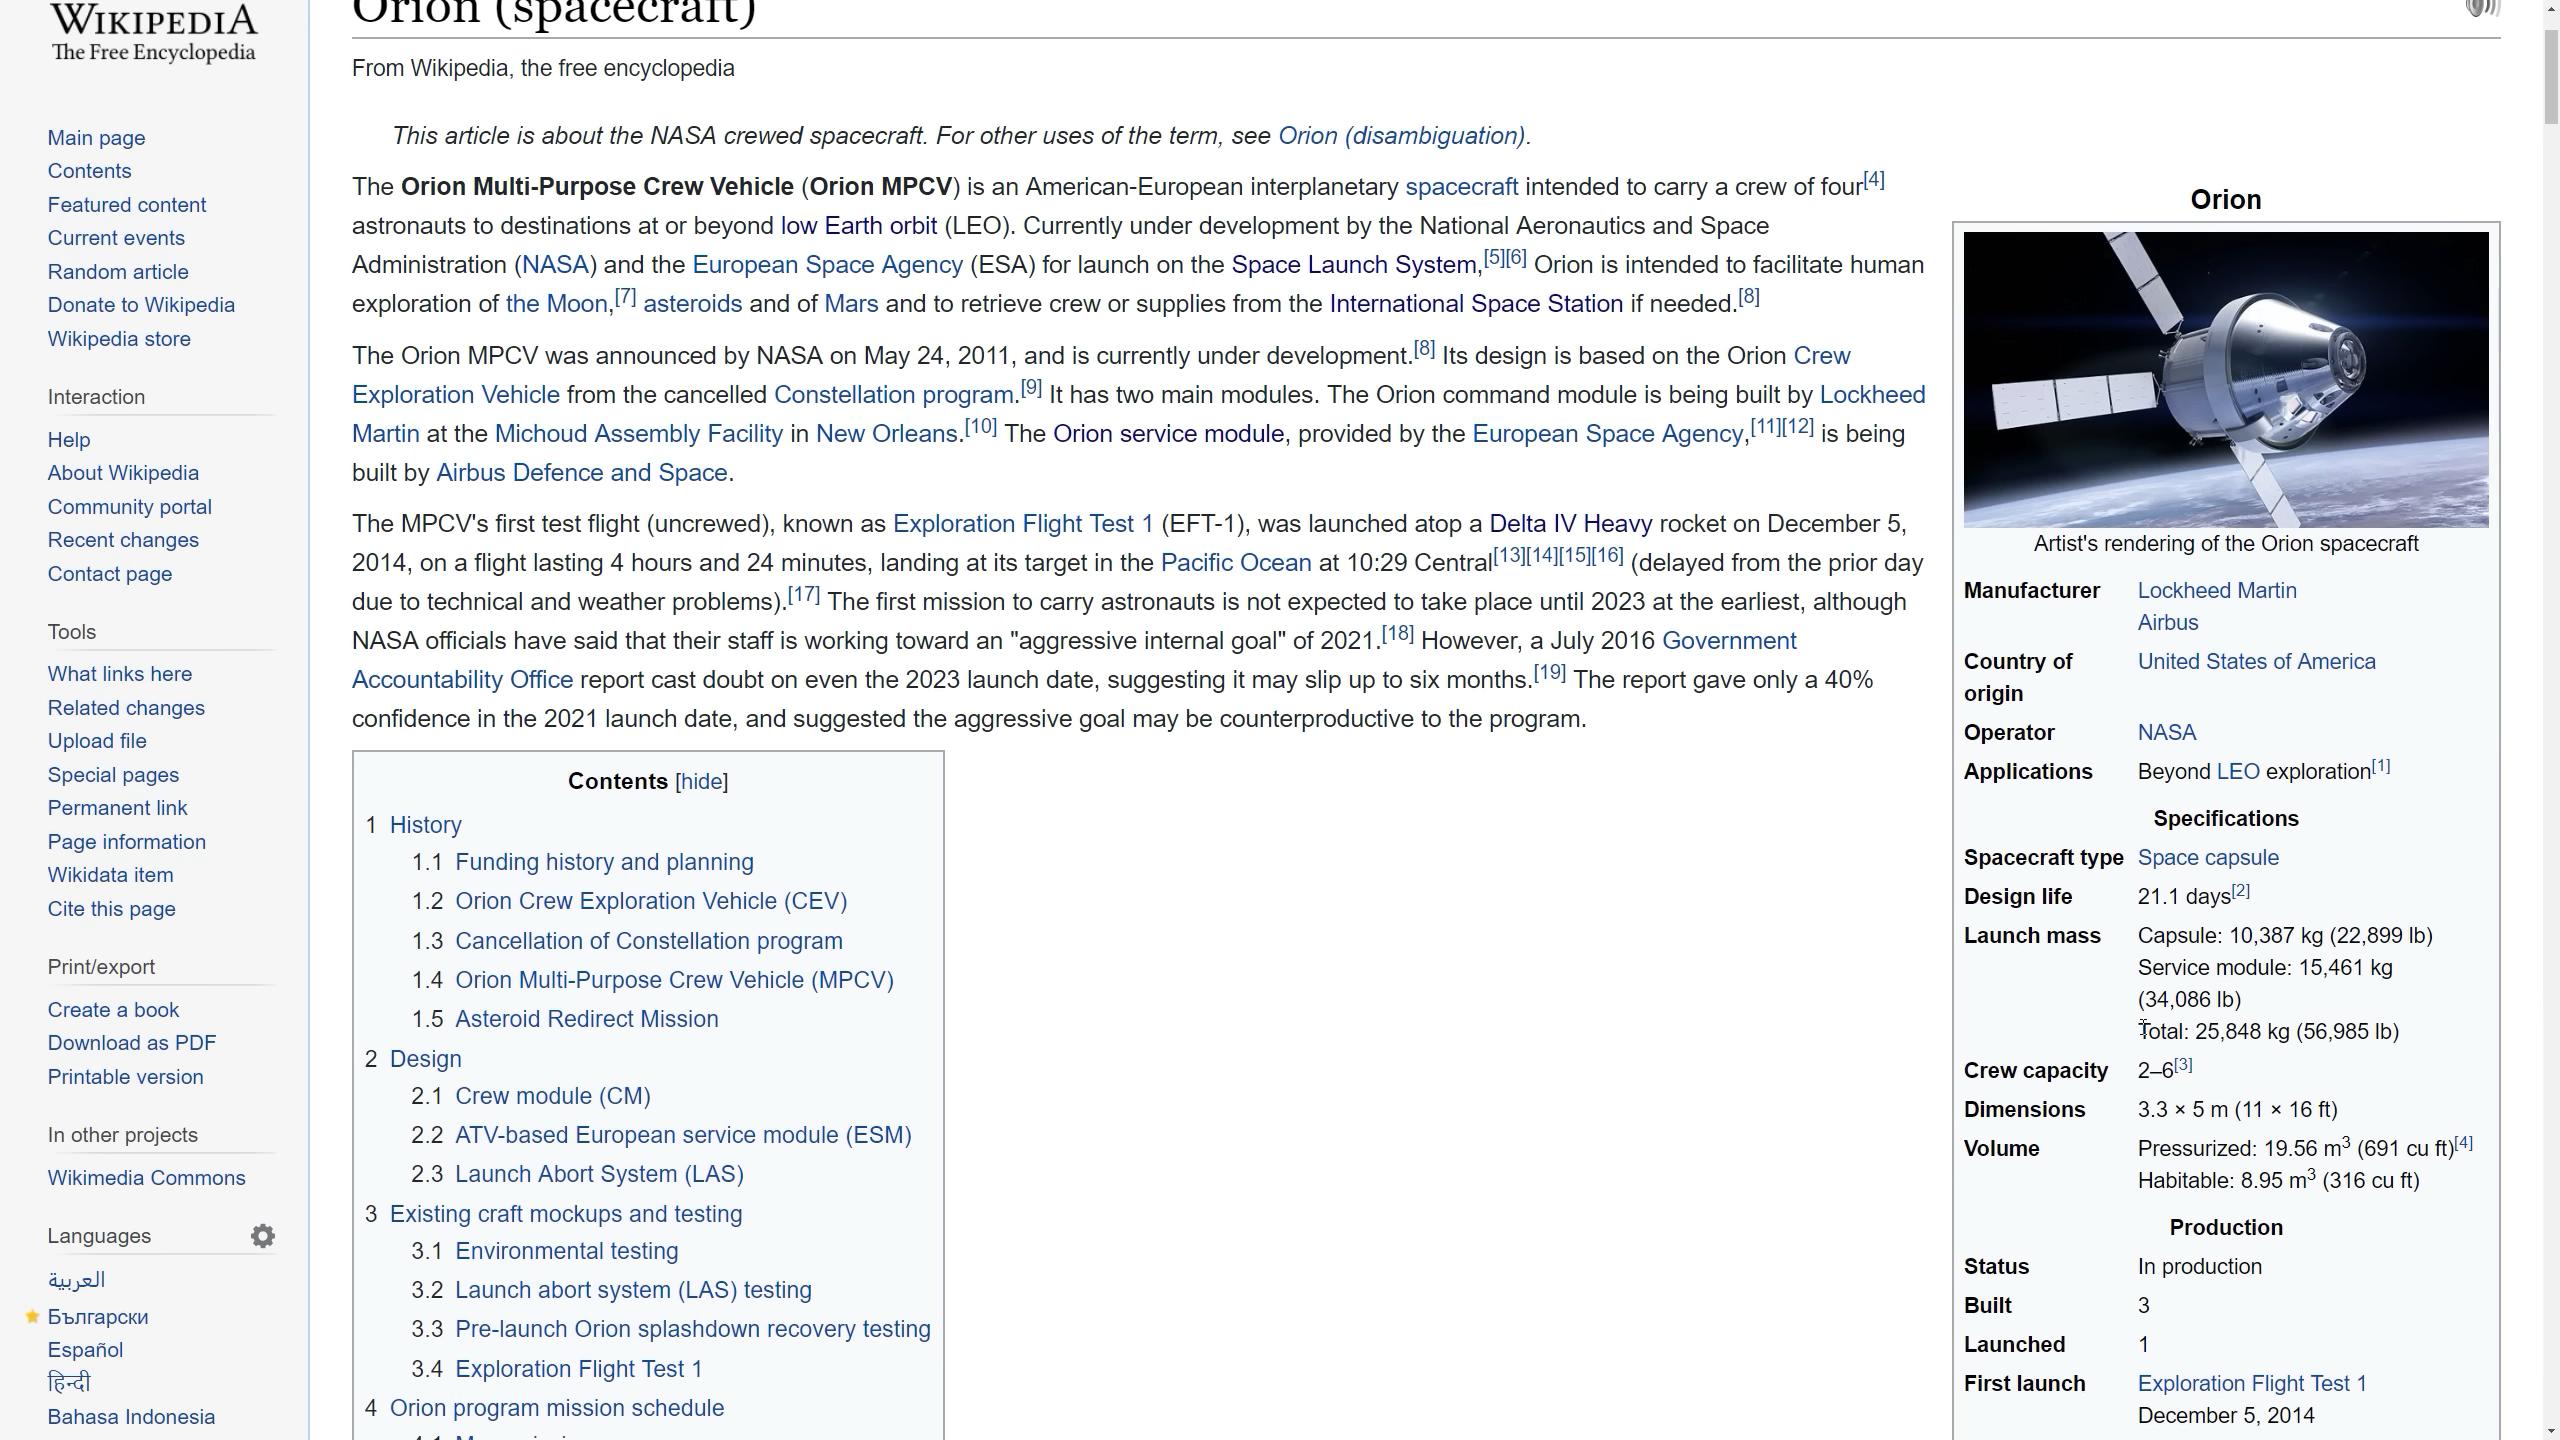 WIKIPEDIA
The Free Encyclopedia
Main page
Contents
Featured content
Current events
Random article
Donate to Wikipedia
Wikipedia store
Interaction
Help
About Wikipedia
Community portal
Recent changes
Contact page
Tools
What links here
Related changes
Upload file
Special pages
Permanent link
Page information
Wikidata item
Cite this page
Print/export
Create a book
Download as PDF
Printable version
In other projects
Wikimedia Commons
Languages
العربية
Български
Español
हिन्दी
Bahasa Indonesia
Orion (spacecraft)
From Wikipedia, the free encyclopedia
This article is about the NASA crewed spacecraft. For other uses of the term, see Orion (disambiguation).
The Orion Multi-Purpose Crew Vehicle (Orion MPCV) is an American-European interplanetary spacecraft intended to carry a crew of four[4]
astronauts to destinations at or beyond low Earth orbit (LEO). Currently under development by the National Aeronautics and Space
Administration (NASA) and the European Space Agency (ESA) for launch on the Space Launch System,[5][6] Orion is intended to facilitate human
exploration of the Moon,[7] asteroids and of Mars and to retrieve crew or supplies from the International Space Station if needed.[8]
The Orion MPCV was announced by NASA on May 24, 2011, and is currently under development.[8] Its design is based on the Orion Crew
Exploration Vehicle from the cancelled Constellation program.[9] It has two main modules. The Orion command module is being built by Lockheed
Martin at the Michoud Assembly Facility in New Orleans.[10] The Orion service module, provided by the European Space Agency,[11][12] is being
built by Airbus Defence and Space.
The MPCV's first test flight (uncrewed), known as Exploration Flight Test 1 (EFT-1), was launched atop a Delta IV Heavy rocket on December 5,
2014, on a flight lasting 4 hours and 24 minutes, landing at its target in the Pacific Ocean at 10:29 Central[13][14][15][16] (delayed from the prior day
due to technical and weather problems).[17] The first mission to carry astronauts is not expected to take place until 2023 at the earliest, although
NASA officials have said that their staff is working toward an "aggressive internal goal" of 2021.[18] However, a July 2016 Government
Accountability Office report cast doubt on even the 2023 launch date, suggesting it may slip up to six months.[19] The report gave only a 40%
confidence in the 2021 launch date, and suggested the aggressive goal may be counterproductive to the program.
Contents [hide]
1 History
1.1 Funding history and planning
1.2 Orion Crew Exploration Vehicle (CEV)
1.3 Cancellation of Constellation program
1.4 Orion Multi-Purpose Crew Vehicle (MPCV)
1.5 Asteroid Redirect Mission
2 Design
2.1 Crew module (CM)
2.2 ATV-based European service module (ESM)
2.3 Launch Abort System (LAS)
3 Existing craft mockups and testing
3.1 Environmental testing
3.2 Launch abort system (LAS) testing
3.3 Pre-launch Orion splashdown recovery testing
3.4 Exploration Flight Test 1
4 Orion program mission schedule
Orion
Artist's rendering of the Orion spacecraft
Manufacturer Lockheed Martin
Airbus
Country of United States of America
origin
Operator NASA
Applications Beyond LEO exploration[1]
Specifications
Spacecraft type Space capsule
Design life 21.1 days[2]
Launch mass Capsule: 10,387 kg (22,899 lb)
Service module: 15,461 kg
(34,086 lb)
Total: 25,848 kg (56,985 lb)
Crew capacity 2–6[3]
Dimensions 3.3 × 5 m (11 × 16 ft)
Volume Pressurized: 19.56 m3 (691 cu ft)[4]
Habitable: 8.95 m3 (316 cu ft)
Production
Status In production
Built 3
Launched 1
First launch Exploration Flight Test 1
December 5, 2014